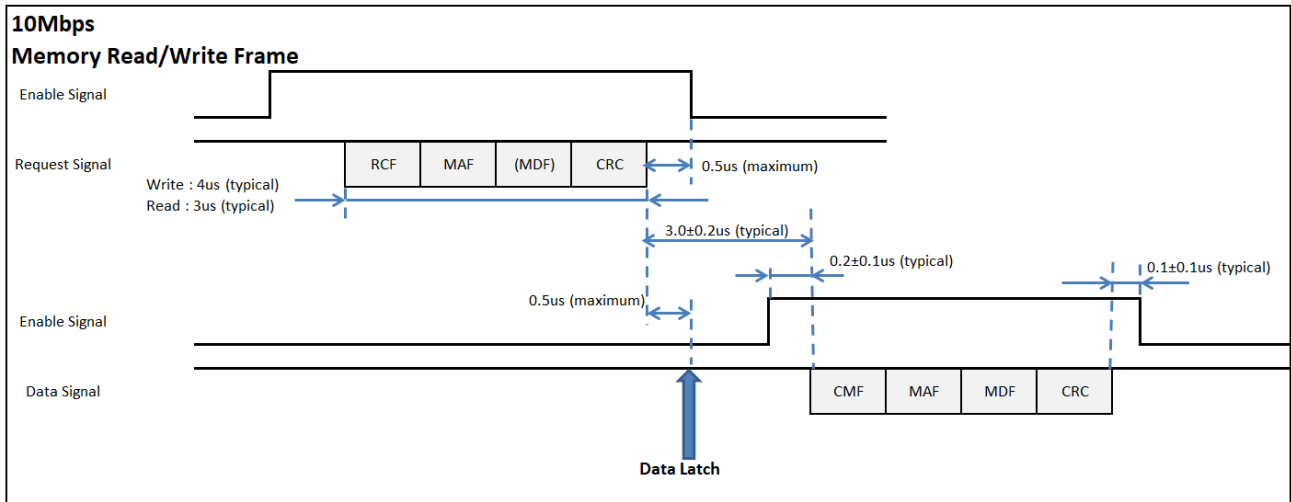 10Mbps
Memory Read/Write Frame
Enable Signal
Request Signal
RCF
MAF
(MDF)
CRC
0.5us (maximum)
Write : 4us (typical)
Read : 3us (typical)
3.0±0.2us (typical)
0.2±0.1us (typical)
0.1±0.1us (typical)
0.5us (maximum)
Enable Signal
Data Signal
CMF
MAF
MDF
CRC
Data Latch